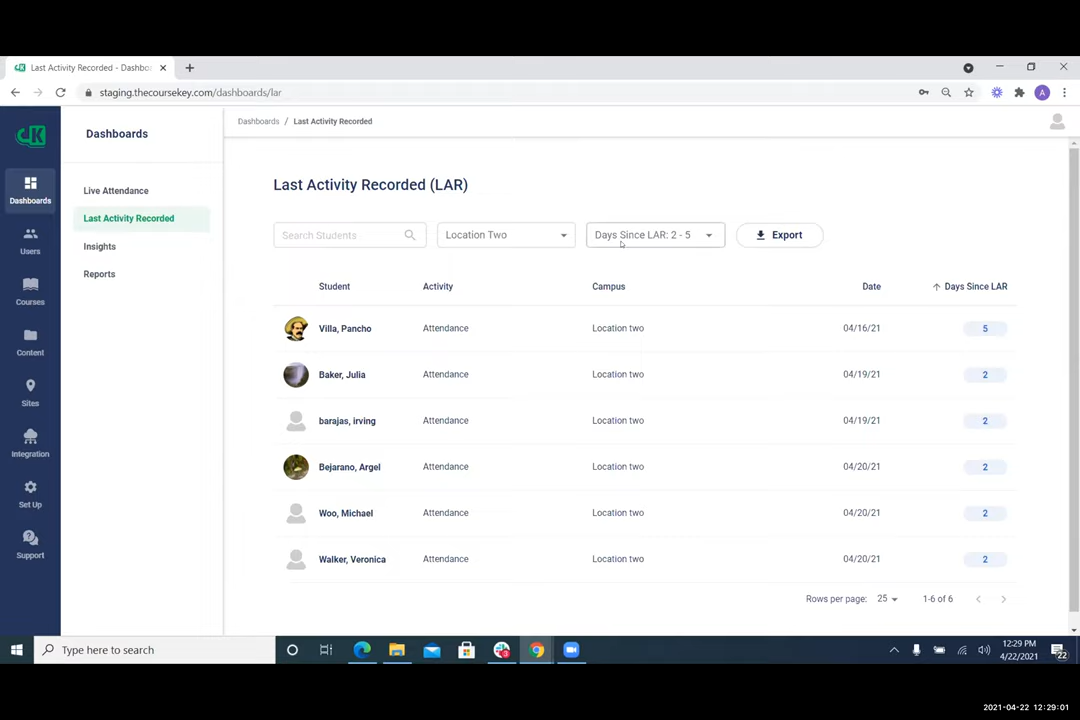 Last Activity Recorded - Dashbo
staging.thecoursekey.com/dashboards/lar
A
CK
Dashboards
Users
Courses
Content
Sites
Integration
Set Up
Support
Dashboards
Live Attendance
Last Activity Recorded
Insights
Reports
Dashboards / Last Activity Recorded
Last Activity Recorded (LAR)
Search Students
Location Two
Days Since LAR: 2 - 5
Export
Student Activity Campus Date Days Since LAR
Villa, Pancho Attendance Location two 04/16/21 5
Baker, Julia Attendance Location two 04/19/21 2
barajas, irving Attendance Location two 04/19/21 2
Bejarano, Argel Attendance Location two 04/20/21 2
Woo, Michael Attendance Location two 04/20/21 2
Walker, Veronica Attendance Location two 04/20/21 2
Rows per page: 25 1-6 of 6
Type here to search
12:29 PM
4/22/2021
22
2021-04-22 12:29:01